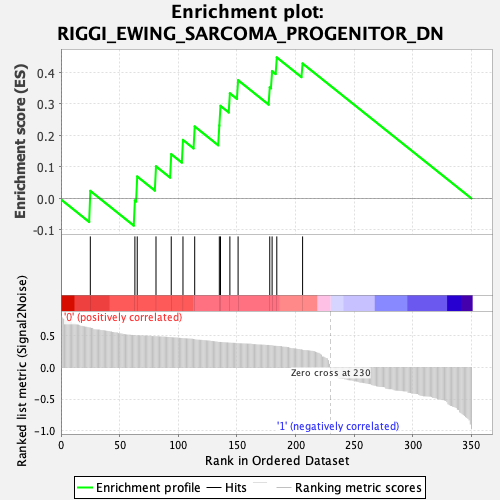 Enrichment plot:
RIGGI_EWING_SARCOMA_PROGENITOR_DN
Enrichment score (ES)
0.4
0.3
0.2
0.1
0.0
-0.1
'0' (positively correlated)
Ranked list metric (Signal2Noise)
0.5
0.0
-0.5
-1.0
Zero cross at 230
'1' (negatively correlated)
0 50 100 150 200 250 300 350
Rank in Ordered Dataset
Enrichment profile Hits Ranking metric scores